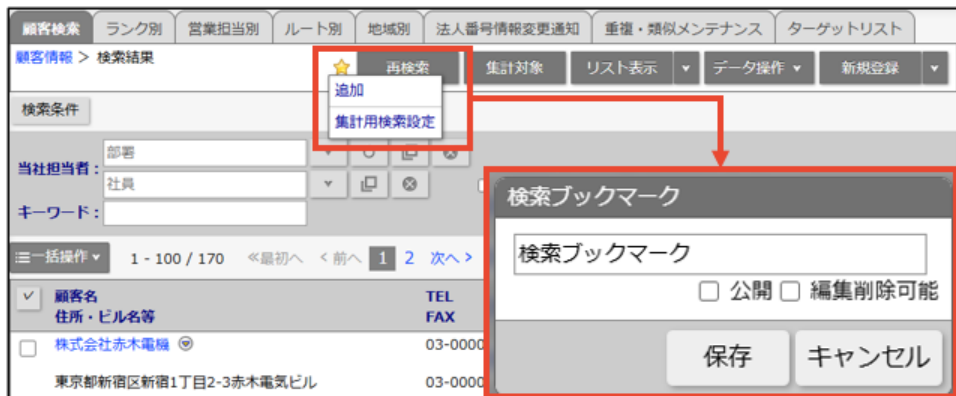 顧客検索 ランク別 営業担当別 ルート別 地域別 法人番号情報変更通知 重複・類似メンテナンス ターゲットリスト
顧客情報 > 検索結果
再検索 集計対象 リスト表示 データ操作 新規登録
追加
集計用検索設定
検索条件
当社担当者：
部署
社員
キーワード：
一括操作 1 - 100 / 170 ≪最初へ < 前へ 1 2 次へ >
顧客名 TEL
住所・ビル名等 FAX
株式会社赤木電機 03-0000
東京都新宿区新宿1丁目2-3赤木電気ビル 03-0000
検索ブックマーク
検索ブックマーク
公開 編集削除可能
保存 キャンセル